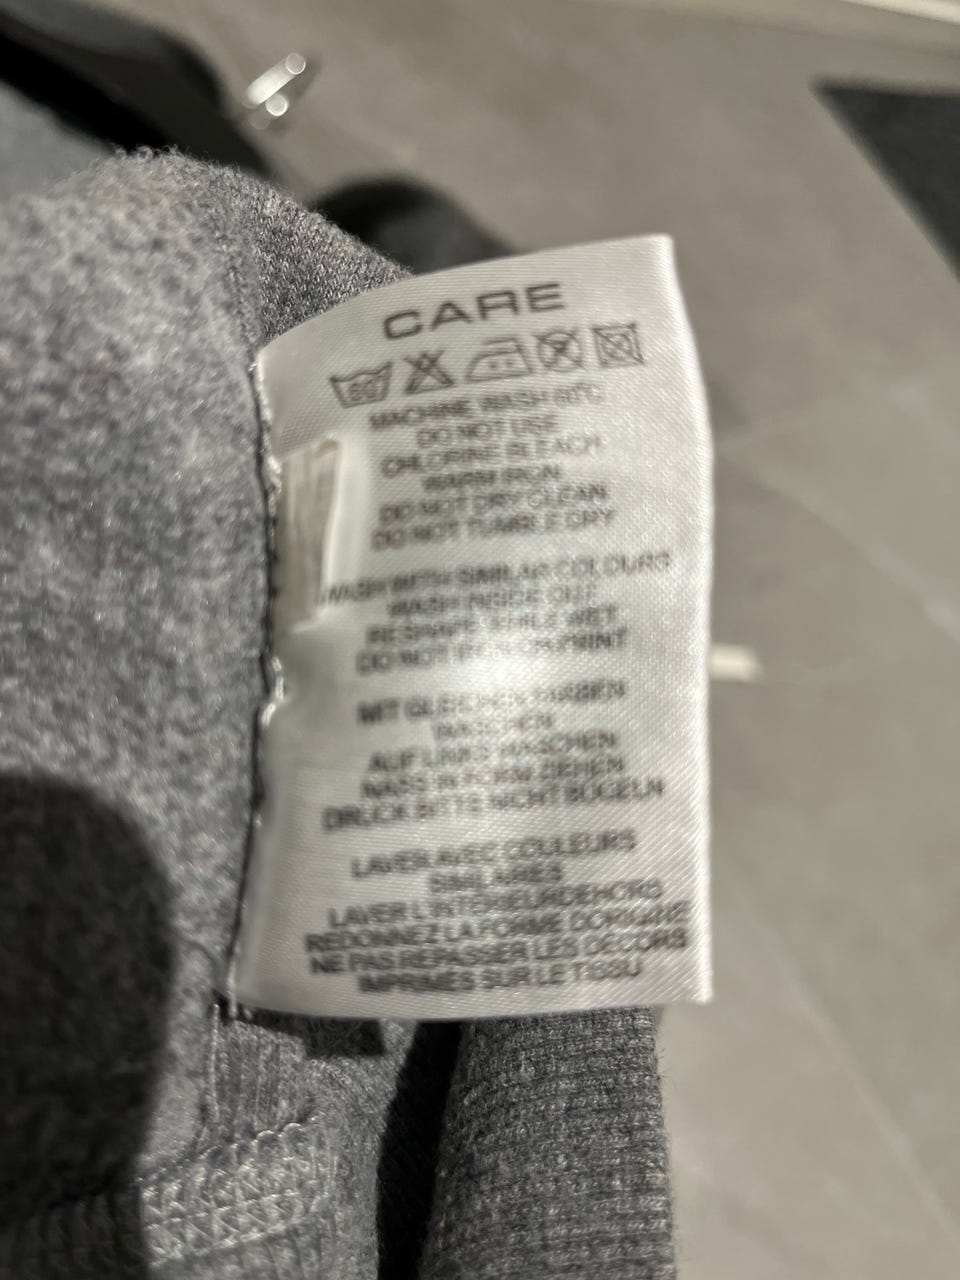 CARE
60
MACHINE WASH 60°C
DO NOT USE
CHLORINE BLEACH
WARM IRON
DO NOT DRY CLEAN
DO NOT TUMBLE DRY
WASH WITH SIMILAR COLOURS
WASH INSIDE OUT
RESHAPE WHILE WET
DO NOT IRON ON PRINT
MIT GLEICHEN FARBEN
WASCHEN
AUF LINKS WASCHEN
NASS IN FORM ZIEHEN
DRUCK BITTE NICHT BÜGELN
LAVER AVEC COULEURS
SIMILAIRES
LAVER L'INTERIEUR DEHORS
REDONNEZ LA FORME D'ORIGINE
NE PAS REPASSER LES DECORS
IMPRIMES SUR LE TISSU